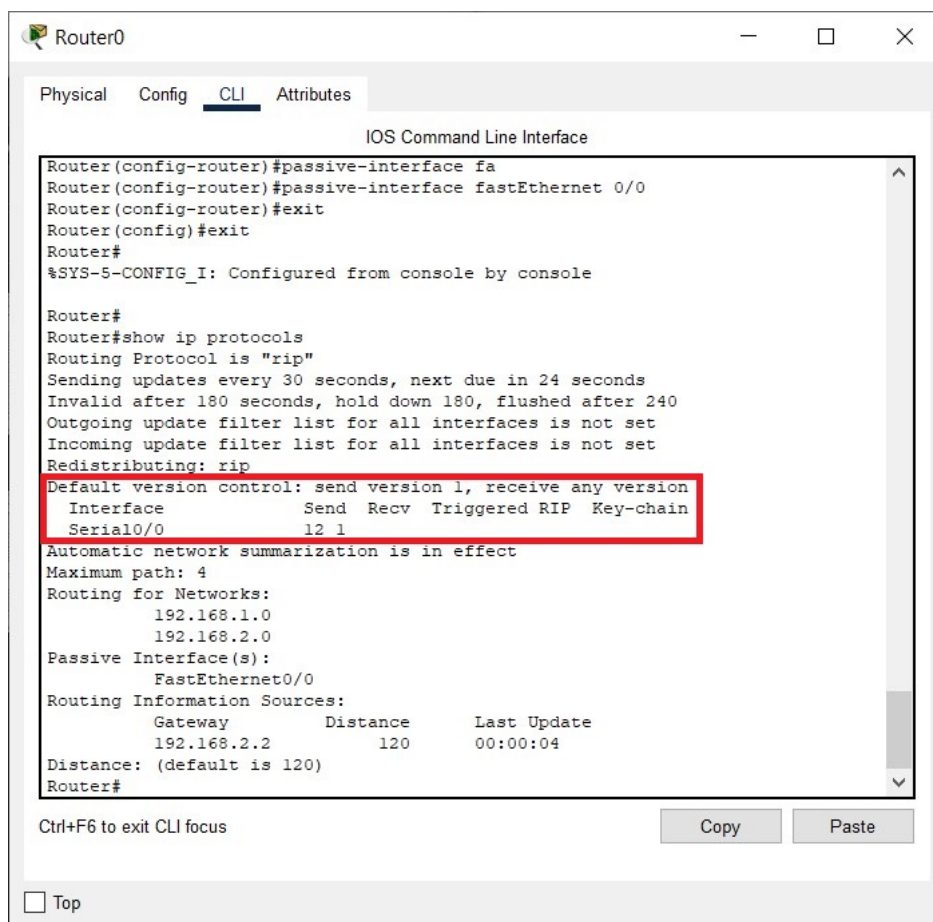 Router0
Physical Config CLI Attributes
IOS Command Line Interface
Router(config-router)#passive-interface fa
Router(config-router)#passive-interface fastEthernet 0/0
Router(config-router)#exit
Router(config)#exit
Router#
%SYS-5-CONFIG_I: Configured from console by console
Router#
Router#show ip protocols
Routing Protocol is "rip"
Sending updates every 30 seconds, next due in 24 seconds
Invalid after 180 seconds, hold down 180, flushed after 240
Outgoing update filter list for all interfaces is not set
Incoming update filter list for all interfaces is not set
Redistributing: rip
Default version control: send version 1, receive any version
Interface Send Recv Triggered RIP Key-chain
Serial0/0 12 1
Automatic network summarization is in effect
Maximum path: 4
Routing for Networks:
192.168.1.0
192.168.2.0
Passive Interface(s):
FastEthernet0/0
Routing Information Sources:
Gateway Distance Last Update
192.168.2.2 120 00:00:04
Distance: (default is 120)
Router#
Ctrl+F6 to exit CLI focus
Copy Paste
Top